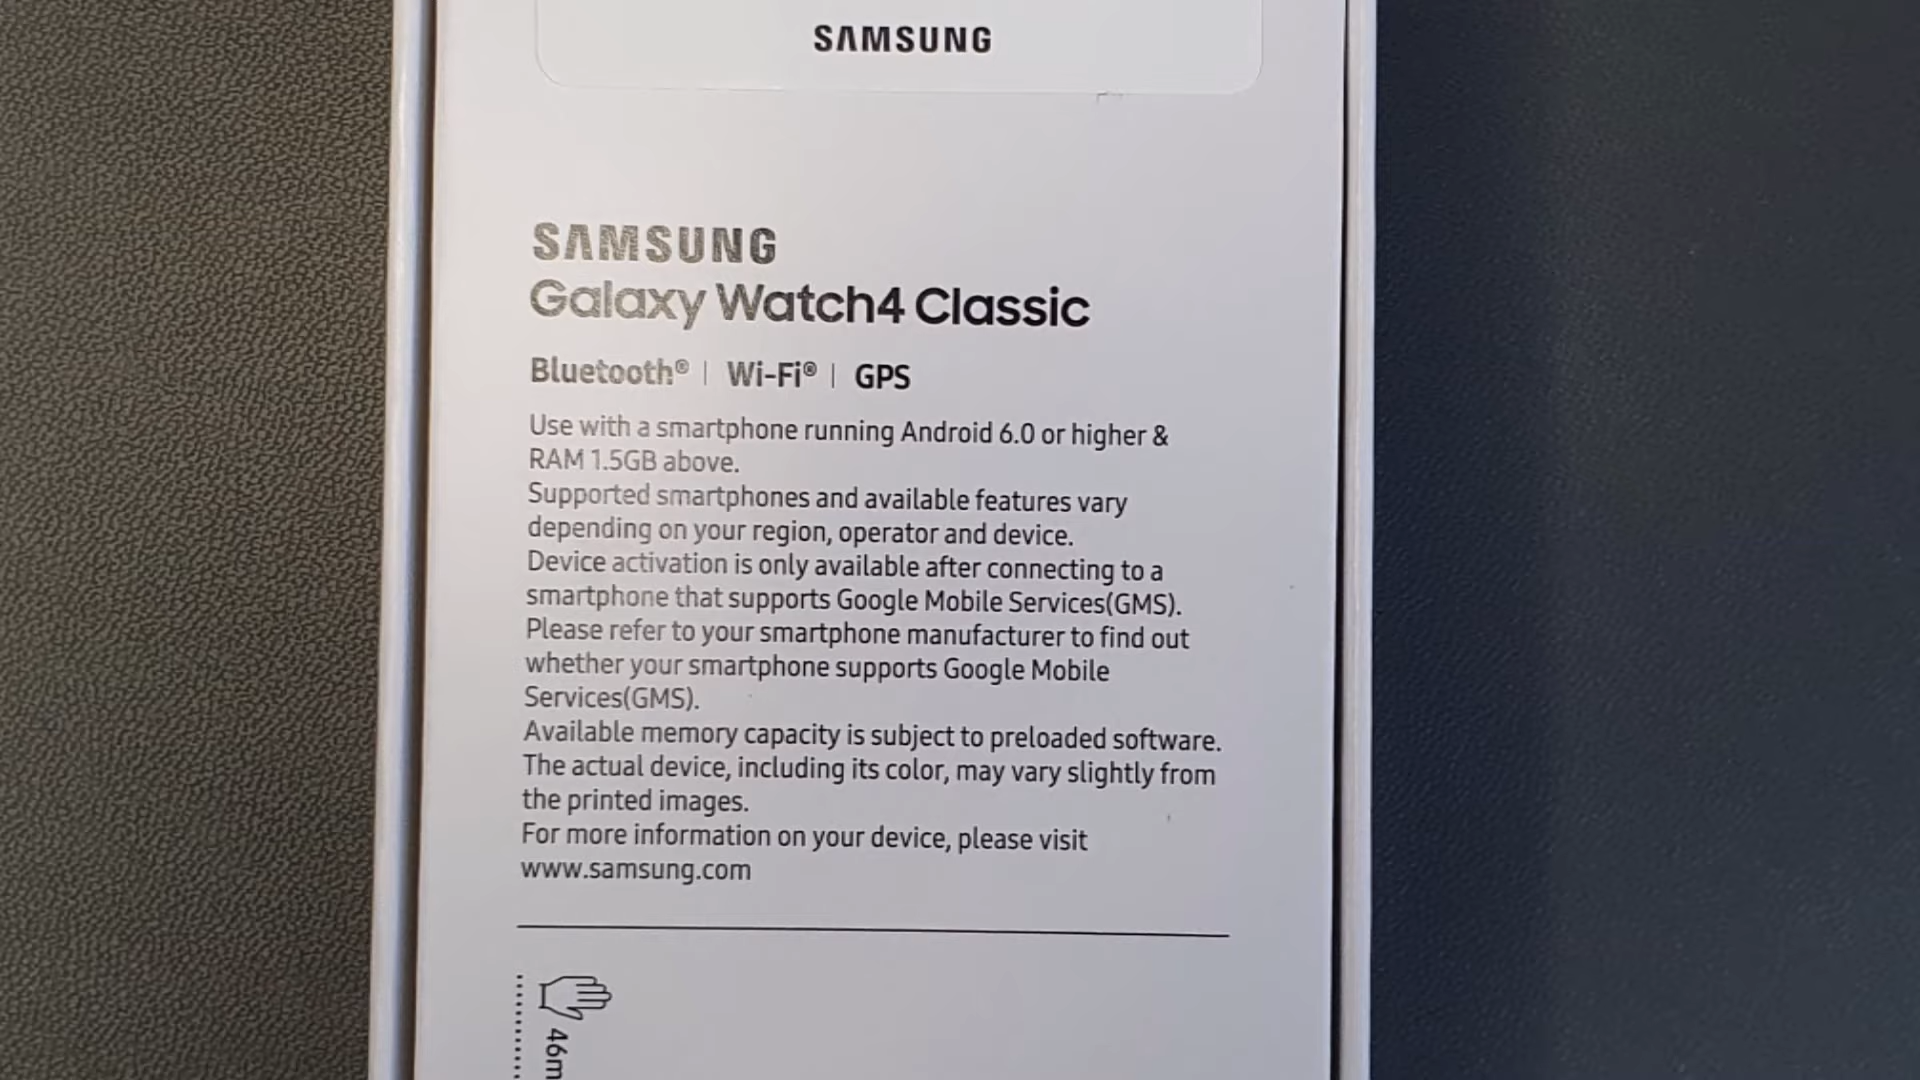 SAMSUNG
SAMSUNG
Galaxy Watch4 Classic
Bluetooth® | Wi-Fi® | GPS
Use with a smartphone running Android 6.0 or higher &
RAM 1.5GB above.
Supported smartphones and available features vary
depending on your region, operator and device.
Device activation is only available after connecting to a
smartphone that supports Google Mobile Services(GMS).
Please refer to your smartphone manufacturer to find out
whether your smartphone supports Google Mobile
Services(GMS).
Available memory capacity is subject to preloaded software.
The actual device, including its color, may vary slightly from
the printed images.
For more information on your device, please visit
www.samsung.com
46m